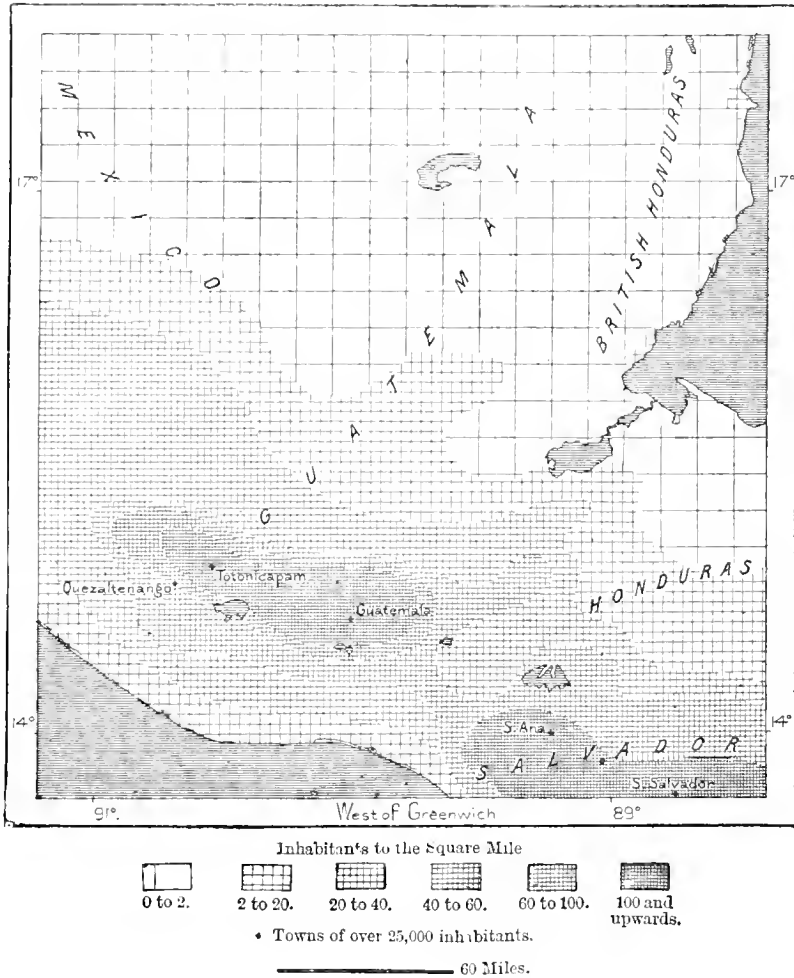 MEXICO
GUATEMALA
BRITISH HONDURAS
17°
17°
Totonicapam
Quezaltenango
Guatemala
HONDURAS
14°
14°
S. Ana
SALVADOR
S. Salvador
91°.
West of Greenwich
89°
Inhabitants to the Square Mile
0 to 2.
2 to 20.
20 to 40.
40 to 60.
60 to 100.
100 and
upwards.
Towns of over 25,000 inhabitants.
60 Miles.